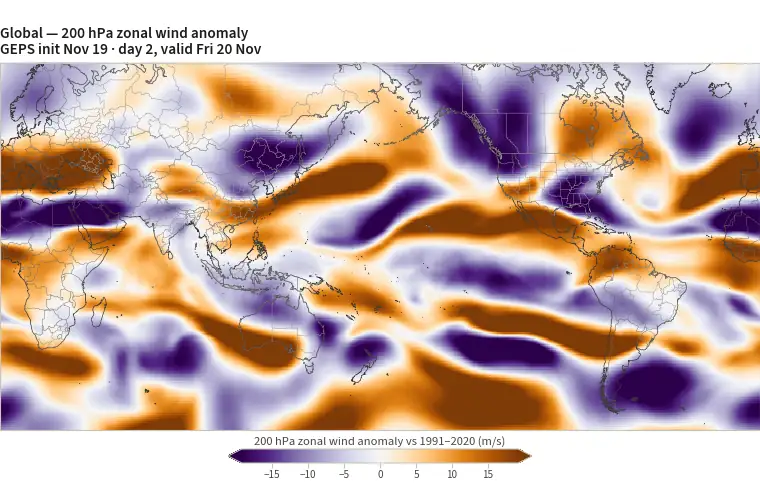 Global — 200 hPa zonal wind anomaly
GEPS init Nov 19 · day 2, valid Fri 20 Nov
200 hPa zonal wind anomaly vs 1991–2020 (m/s)
−15 −10 −5 0 5 10 15